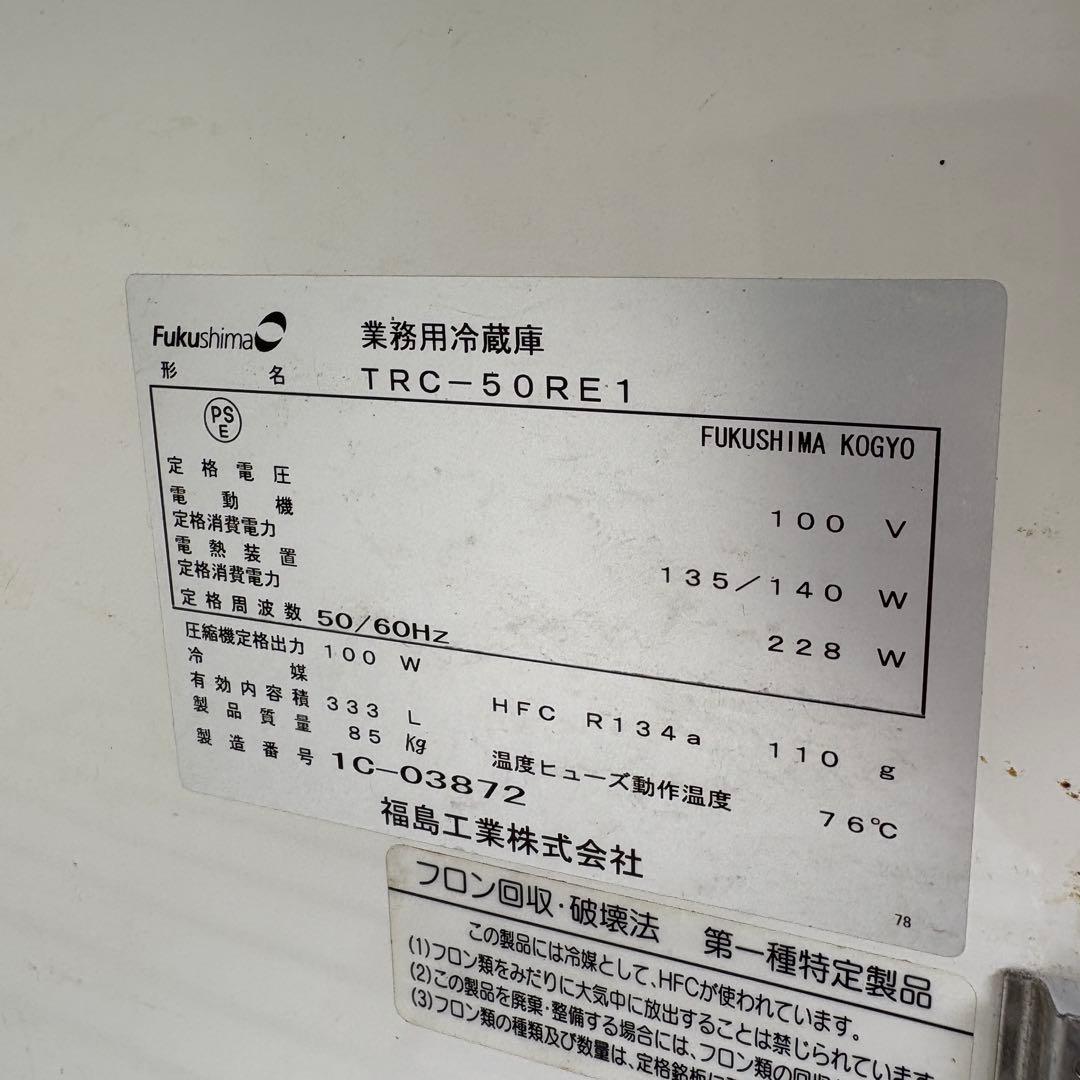 Fukushima 業務用冷蔵庫
形名 TRC-50RE1
PSE
FUKUSHIMA KOGYO
定格電圧 100 V
電動機定格消費電力 135/140 W
電熱装置定格消費電力 228 W
定格周波数 50/60Hz
圧縮機定格出力 100 W
冷媒 HFC R134a 110 g
有効内容積 333 L
製品質量 85 kg 温度ヒューズ動作温度 76℃
製造番号 1C-03872
福島工業株式会社
78
フロン回収・破壊法 第一種特定製品
この製品には冷媒として、HFCが使われています。
(1)フロン類をみだりに大気中に放出することは禁じられています
(2)この製品を廃棄・整備する場合には、フロン類の回収
(3)フロン類の種類及び数量は、定格銘板に